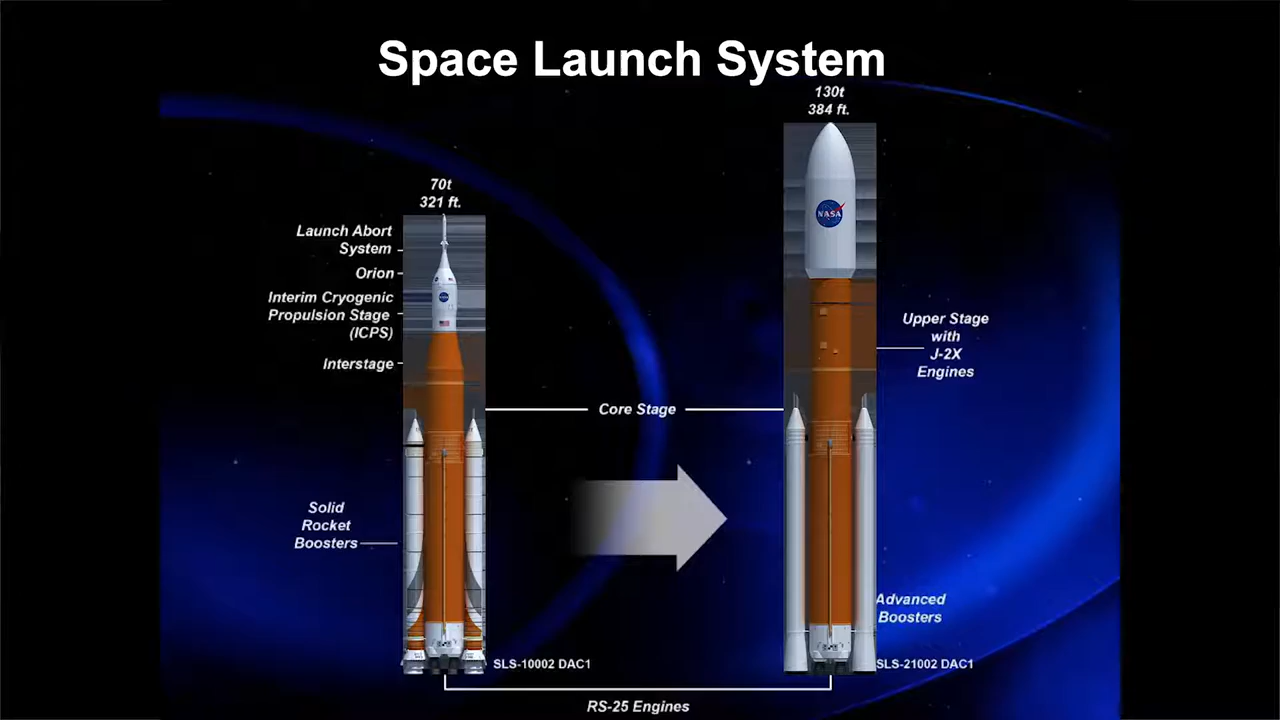 Space Launch System
130t
384 ft.
70t
321 ft.
Launch Abort
System
Orion
Interim Cryogenic
Propulsion Stage
(ICPS)
Interstage
NASA
Upper Stage
with
J-2X
Engines
Core Stage
Solid
Rocket
Boosters
Advanced
Boosters
SLS-10002 DAC1
SLS-21002 DAC1
RS-25 Engines